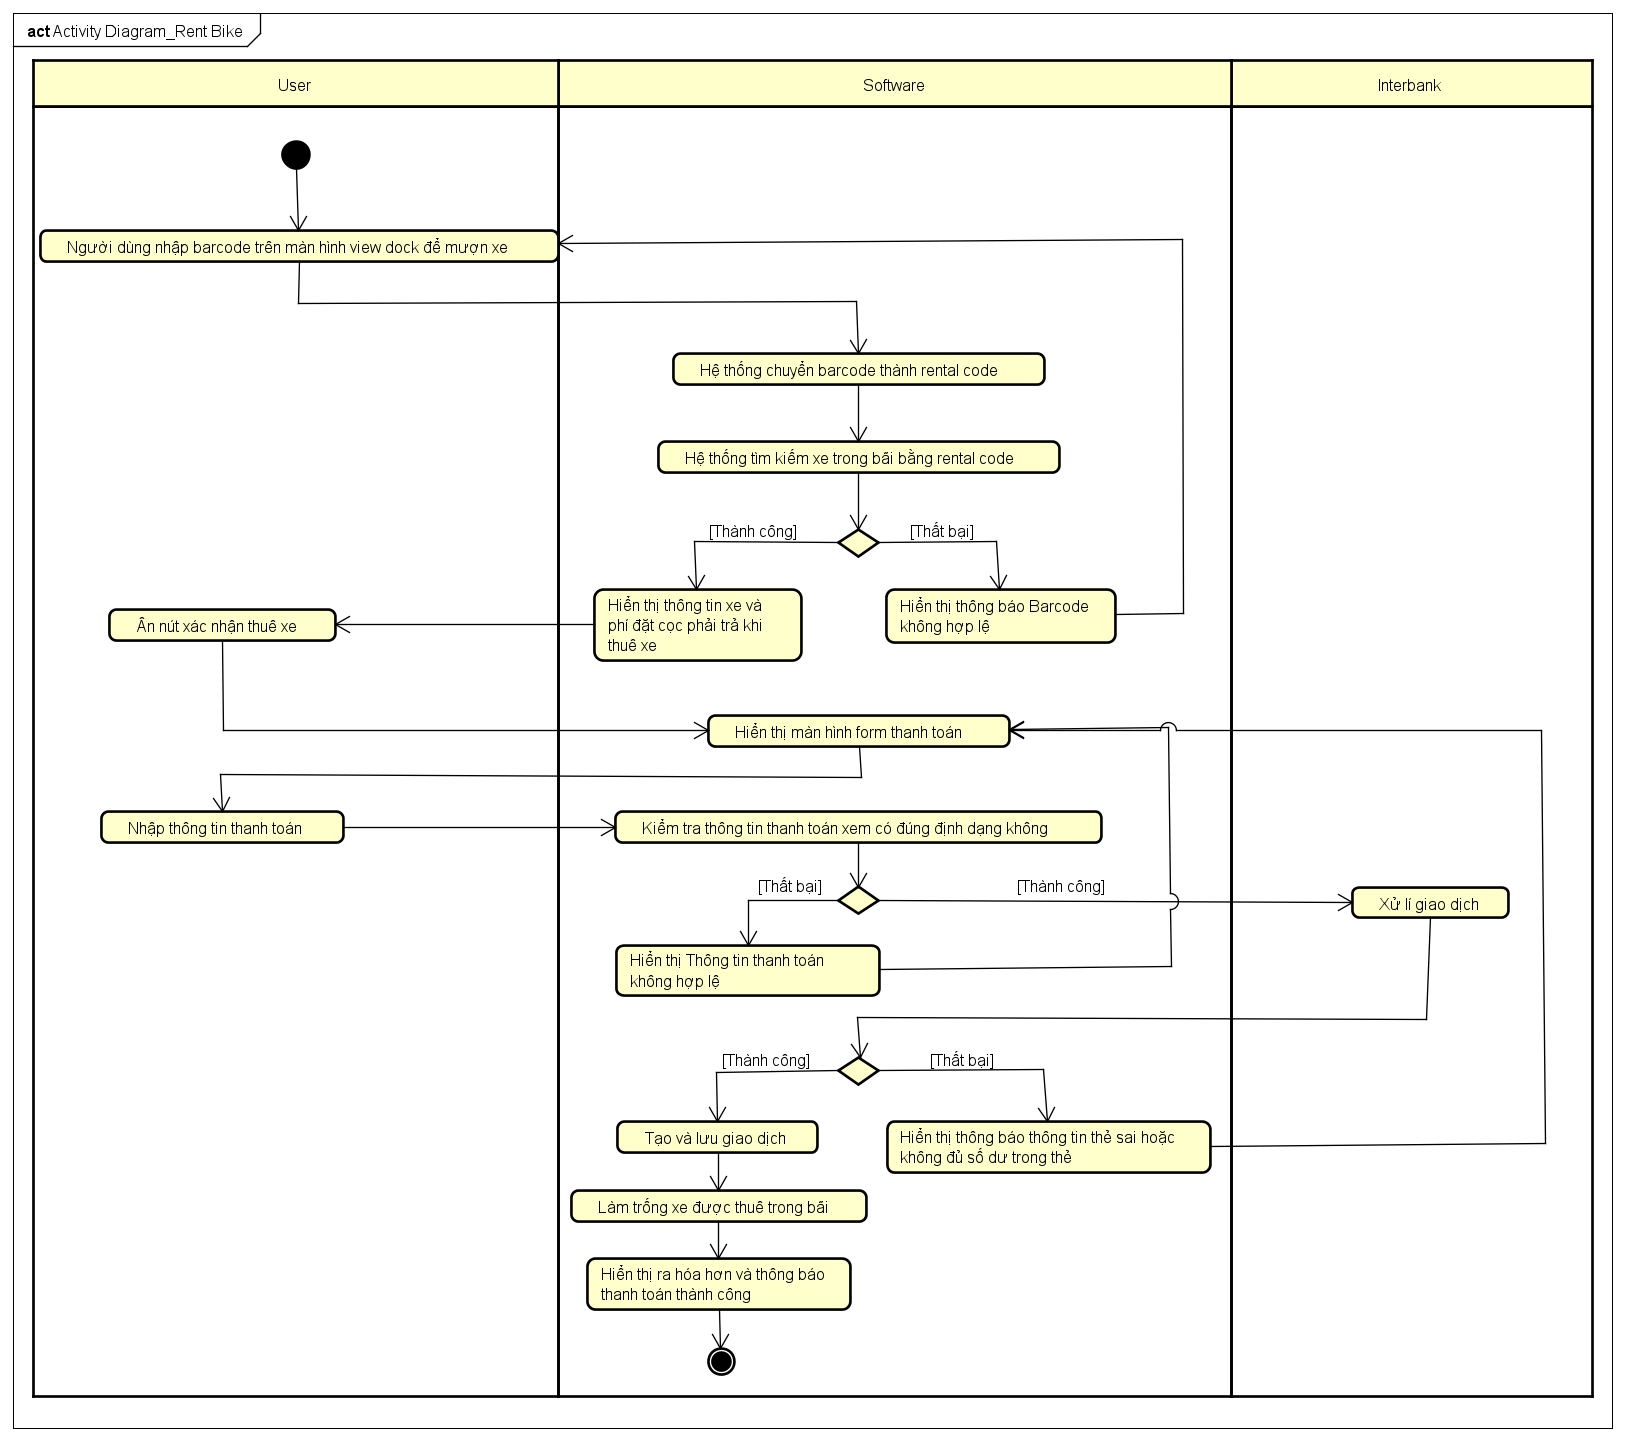 act Activity Diagram_Rent Bike
User
Software
Interbank
Người dùng nhập barcode trên màn hình view dock để mượn xe
Hệ thống chuyển barcode thành rental code
Hệ thống tìm kiếm xe trong bãi bằng rental code
[Thành công]
[Thất bại]
Hiển thị thông tin xe và
phí đặt cọc phải trả khi
thuê xe
Hiển thị thông báo Barcode
không hợp lệ
Ấn nút xác nhận thuê xe
Hiển thị màn hình form thanh toán
Nhập thông tin thanh toán
Kiểm tra thông tin thanh toán xem có đúng định dạng không
[Thất bại]
[Thành công]
Xử lí giao dịch
Hiển thị Thông tin thanh toán
không hợp lệ
[Thành công]
[Thất bại]
Tạo và lưu giao dịch
Hiển thị thông báo thông tin thẻ sai hoặc
không đủ số dư trong thẻ
Làm trống xe được thuê trong bãi
Hiển thị ra hóa hơn và thông báo
thanh toán thành công